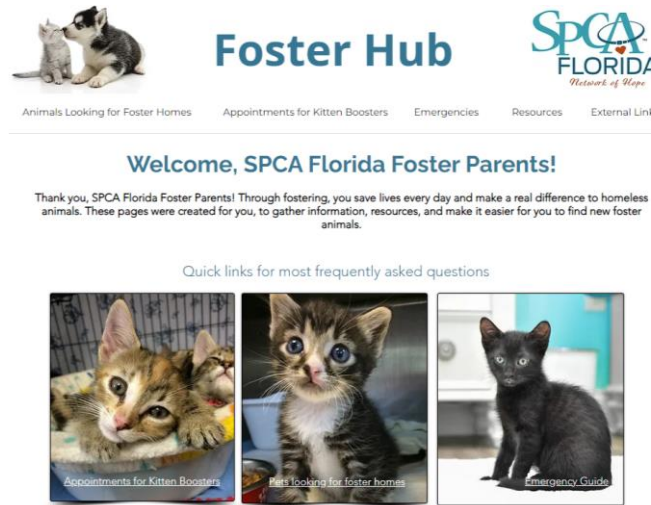 Foster Hub
SPCA
FLORIDA
Network of Hope
Animals Looking for Foster Homes
Appointments for Kitten Boosters
Emergencies
Resources
External Link
Welcome, SPCA Florida Foster Parents!
Thank you, SPCA Florida Foster Parents! Through fostering, you save lives every day and make a real difference to homeless
animals. These pages were created for you, to gather information, resources, and make it easier for you to find new foster
animals.
Quick links for most frequently asked questions
Appointments for Kitten Boosters
Pets looking for foster homes
Emergency Guide